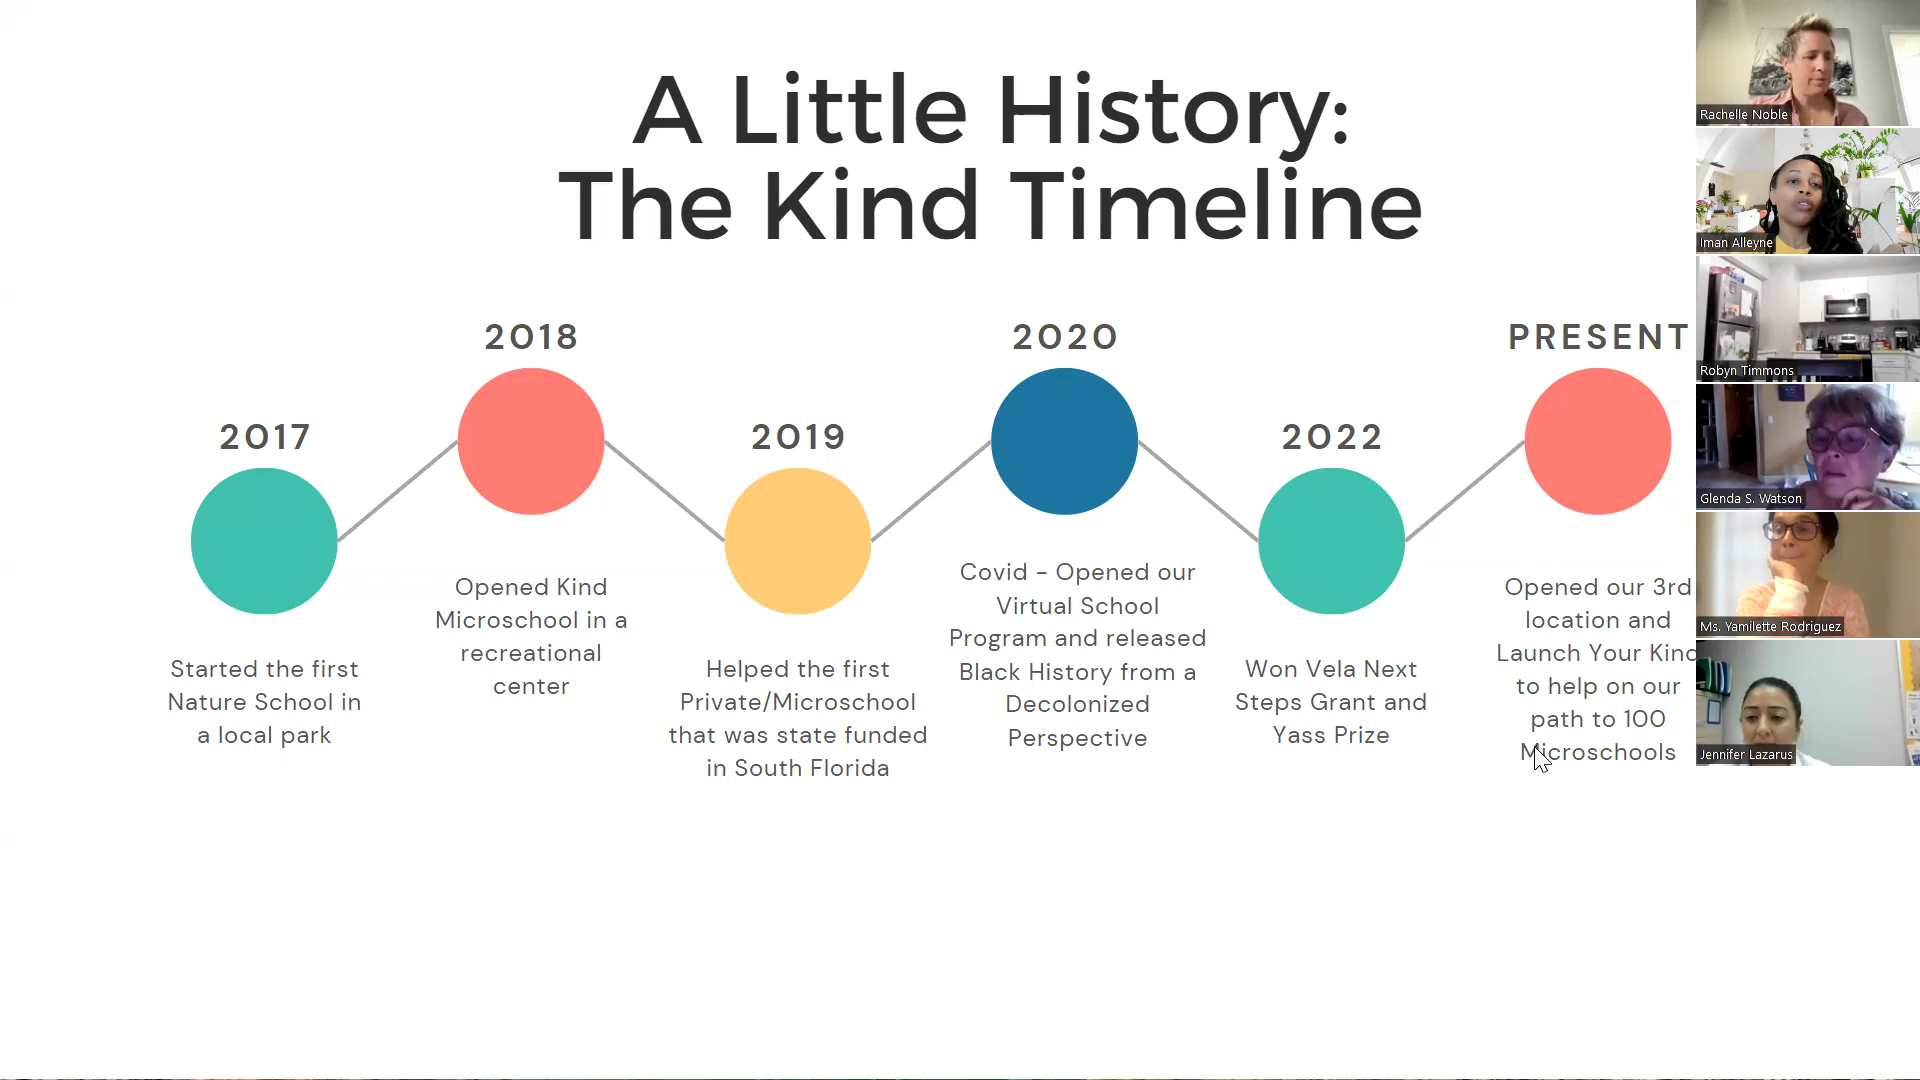 A Little History:
The Kind Timeline
2017
Started the first
Nature School in
a local park
2018
Opened Kind
Microschool in a
recreational
center
2019
Helped the first
Private/Microschool
that was state funded
in South Florida
2020
Covid - Opened our
Virtual School
Program and released
Black History from a
Decolonized
Perspective
2022
Won Vela Next
Steps Grant and
Yass Prize
PRESENT
Opened our 3rd
location and
Launch Your Kind
to help on our
path to 100
Microschools
Rachelle Noble
Iman Alleyne
Robyn Timmons
Glenda S. Watson
Ms. Yamilette Rodriguez
Jennifer Lazarus